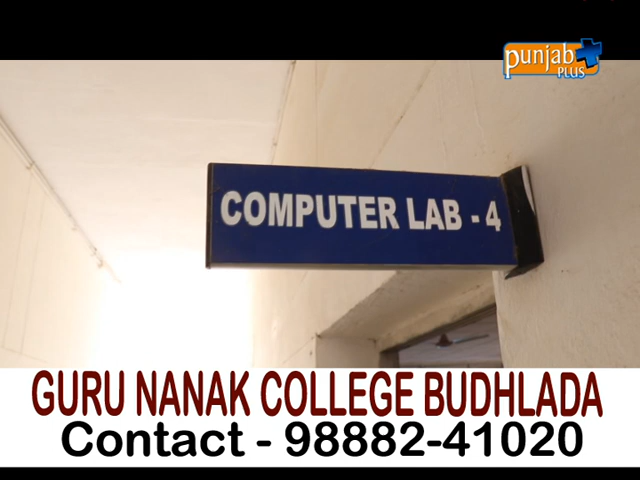 punjab
PLUS
COMPUTER LAB - 4
GURU NANAK COLLEGE BUDHLADA
Contact - 98882-41020